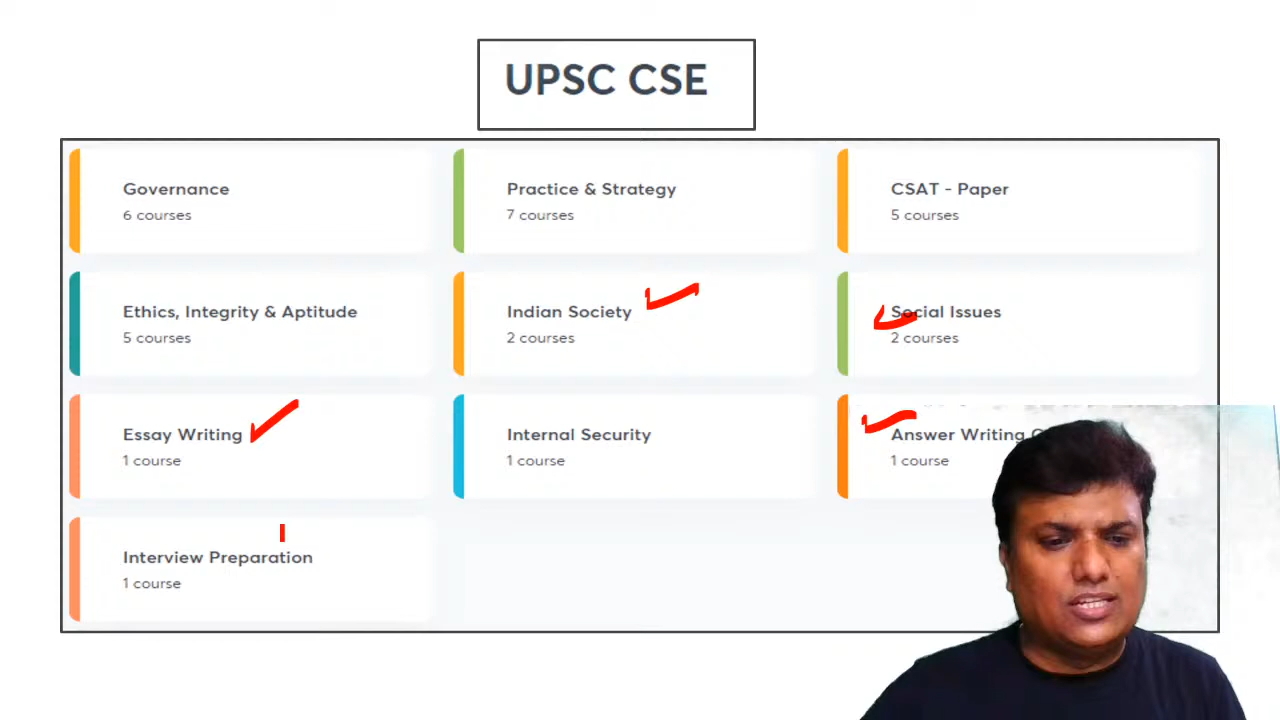 UPSC CSE
Governance
6 courses
Practice & Strategy
7 courses
CSAT - Paper
5 courses
Ethics, Integrity & Aptitude
5 courses
Indian Society
2 courses
Social Issues
2 courses
Essay Writing
1 course
Internal Security
1 course
Answer Writing
1 course
Interview Preparation
1 course